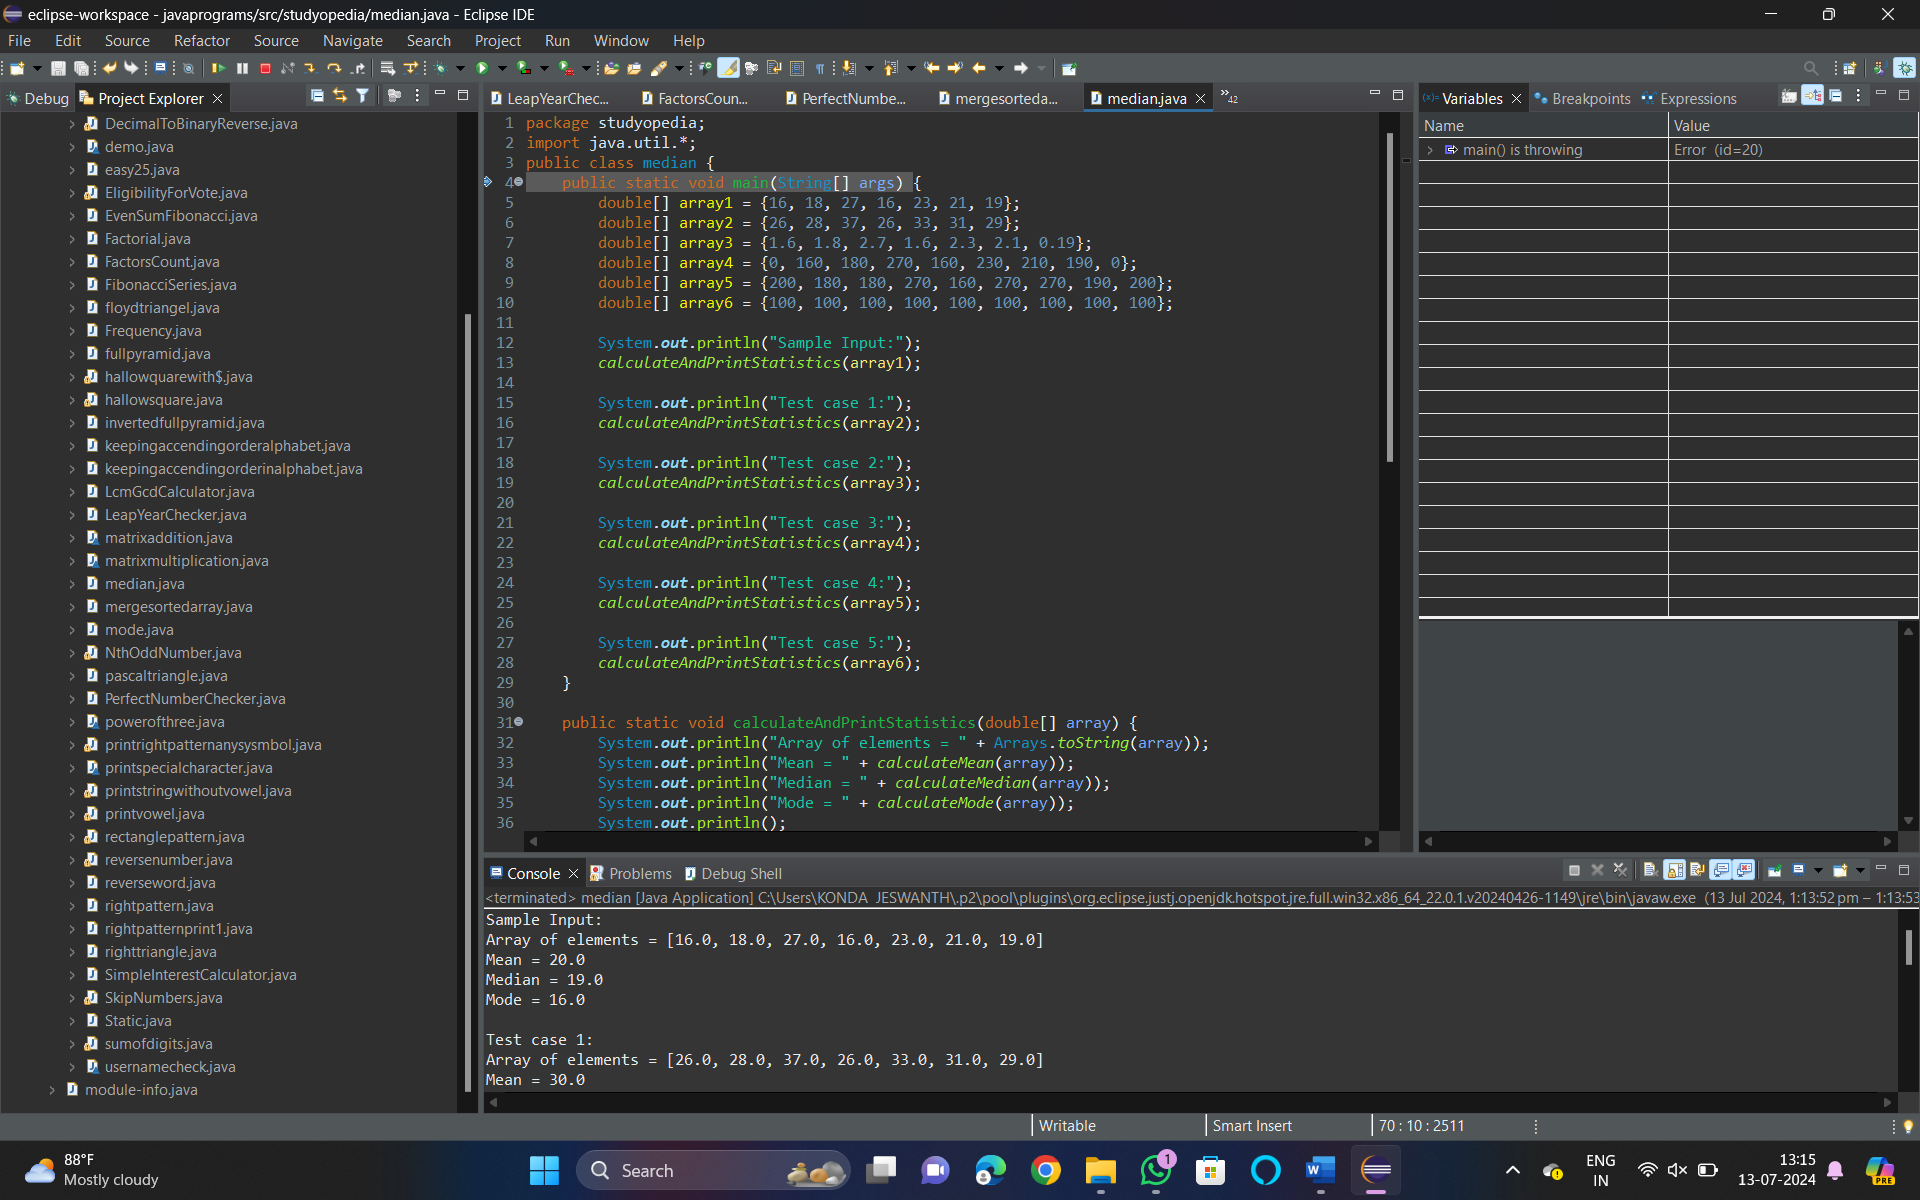 eclipse-workspace - javaprograms/src/studyopedia/median.java - Eclipse IDE
File Edit Source Refactor Source Navigate Search Project Run Window Help
Debug Project Explorer
DecimalToBinaryReverse.java
demo.java
easy25.java
EligibilityForVote.java
EvenSumFibonacci.java
Factorial.java
FactorsCount.java
FibonacciSeries.java
floydtriangel.java
Frequency.java
fullpyramid.java
hallowquarewith$.java
hallowsquare.java
invertedfullpyramid.java
keepingaccendingorderalphabet.java
keepingaccendingorderinalphabet.java
LcmGcdCalculator.java
LeapYearChecker.java
matrixaddition.java
matrixmultiplication.java
median.java
mergesortedarray.java
mode.java
NthOddNumber.java
pascaltriangle.java
PerfectNumberChecker.java
powerofthree.java
printrightpatternanysysmbol.java
printspecialcharacter.java
printstringwithoutvowel.java
printvowel.java
rectanglepattern.java
reversenumber.java
reverseword.java
rightpattern.java
rightpatternprint1.java
righttriangle.java
SimpleInterestCalculator.java
SkipNumbers.java
Static.java
sumofdigits.java
usernamecheck.java
module-info.java
LeapYearChec... FactorsCoun... PerfectNumbe... mergesorteda... median.java »42
1 package studyopedia;
2 import java.util.*;
3 public class median {
4 public static void main(String[] args) {
5 double[] array1 = {16, 18, 27, 16, 23, 21, 19};
6 double[] array2 = {26, 28, 37, 26, 33, 31, 29};
7 double[] array3 = {1.6, 1.8, 2.7, 1.6, 2.3, 2.1, 0.19};
8 double[] array4 = {0, 160, 180, 270, 160, 230, 210, 190, 0};
9 double[] array5 = {200, 180, 180, 270, 160, 270, 270, 190, 200};
10 double[] array6 = {100, 100, 100, 100, 100, 100, 100, 100, 100};
11
12 System.out.println("Sample Input:");
13 calculateAndPrintStatistics(array1);
14
15 System.out.println("Test case 1:");
16 calculateAndPrintStatistics(array2);
17
18 System.out.println("Test case 2:");
19 calculateAndPrintStatistics(array3);
20
21 System.out.println("Test case 3:");
22 calculateAndPrintStatistics(array4);
23
24 System.out.println("Test case 4:");
25 calculateAndPrintStatistics(array5);
26
27 System.out.println("Test case 5:");
28 calculateAndPrintStatistics(array6);
29 }
30
31 public static void calculateAndPrintStatistics(double[] array) {
32 System.out.println("Array of elements = " + Arrays.toString(array));
33 System.out.println("Mean = " + calculateMean(array));
34 System.out.println("Median = " + calculateMedian(array));
35 System.out.println("Mode = " + calculateMode(array));
36 System.out.println();
Variables Breakpoints Expressions
Name Value
main() is throwing Error (id=20)
Console Problems Debug Shell
<terminated> median [Java Application] C:\Users\KONDA JESWANTH\.p2\pool\plugins\org.eclipse.justj.openjdk.hotspot.jre.full.win32.x86_64_22.0.1.v20240426-1149\jre\bin\javaw.exe (13 Jul 2024, 1:13:52 pm – 1:13:53
Sample Input:
Array of elements = [16.0, 18.0, 27.0, 16.0, 23.0, 21.0, 19.0]
Mean = 20.0
Median = 19.0
Mode = 16.0
Test case 1:
Array of elements = [26.0, 28.0, 37.0, 26.0, 33.0, 31.0, 29.0]
Mean = 30.0
Writable Smart Insert 70 : 10 : 2511
88°F
Mostly cloudy
Search
1
ENG
IN
13:15
13-07-2024
PRE